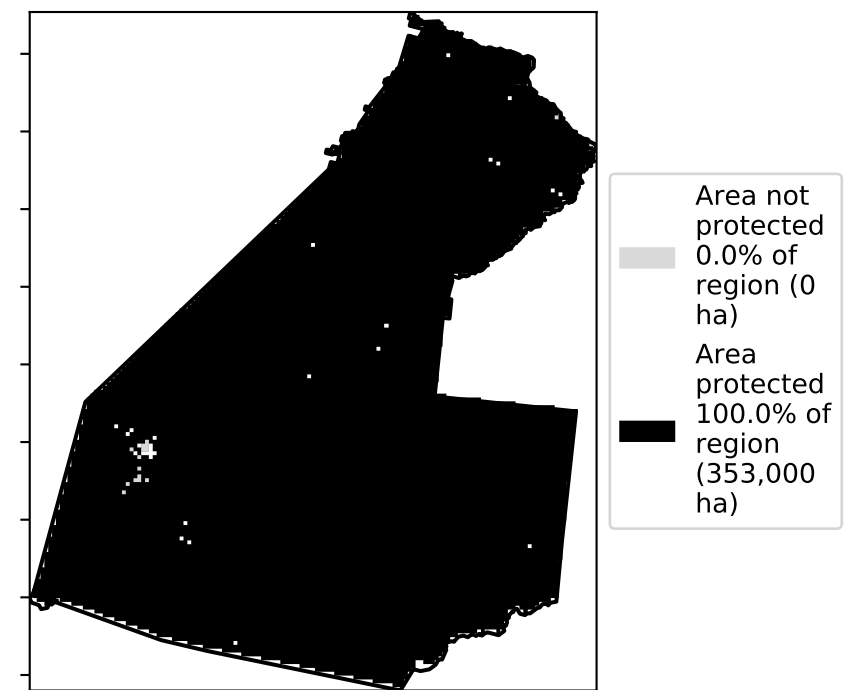 Area not
protected
0.0% of
region (0
ha)
Area
protected
100.0% of
region
(353,000
ha)